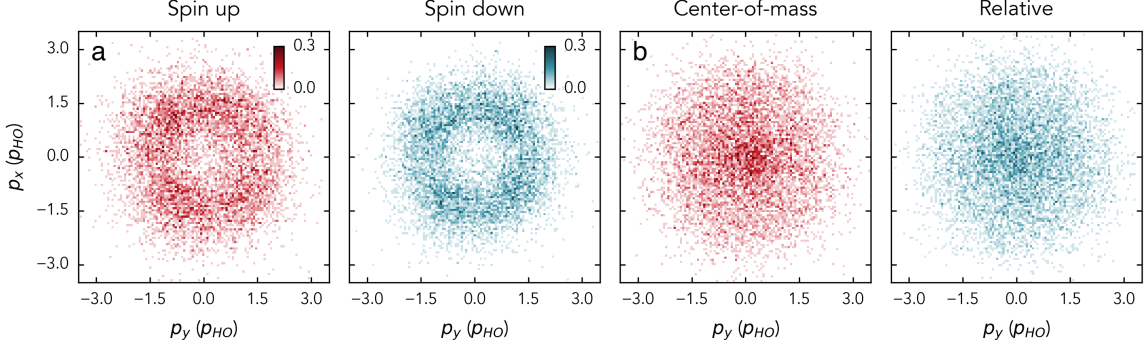 Spin up Spin down Center-of-mass Relative
a 0.3 0.0 0.3 0.0 b
3.0
1.5
0.0
−1.5
−3.0
p_x (p_HO)
−3.0 −1.5 0.0 1.5 3.0 −3.0 −1.5 0.0 1.5 3.0 −3.0 −1.5 0.0 1.5 3.0 −3.0 −1.5 0.0 1.5 3.0
p_y (p_HO) p_y (p_HO) p_y (p_HO) p_y (p_HO)